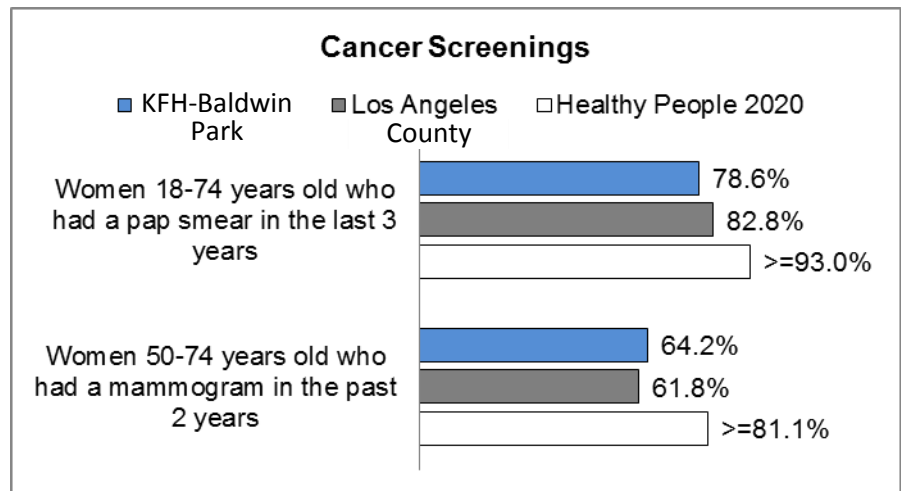 Cancer Screenings
KFH-Baldwin Los Angeles Healthy People 2020
Park County
Women 18-74 years old who
had a pap smear in the last 3
years
78.6%
82.8%
>=93.0%
Women 50-74 years old who
had a mammogram in the past
2 years
64.2%
61.8%
>=81.1%